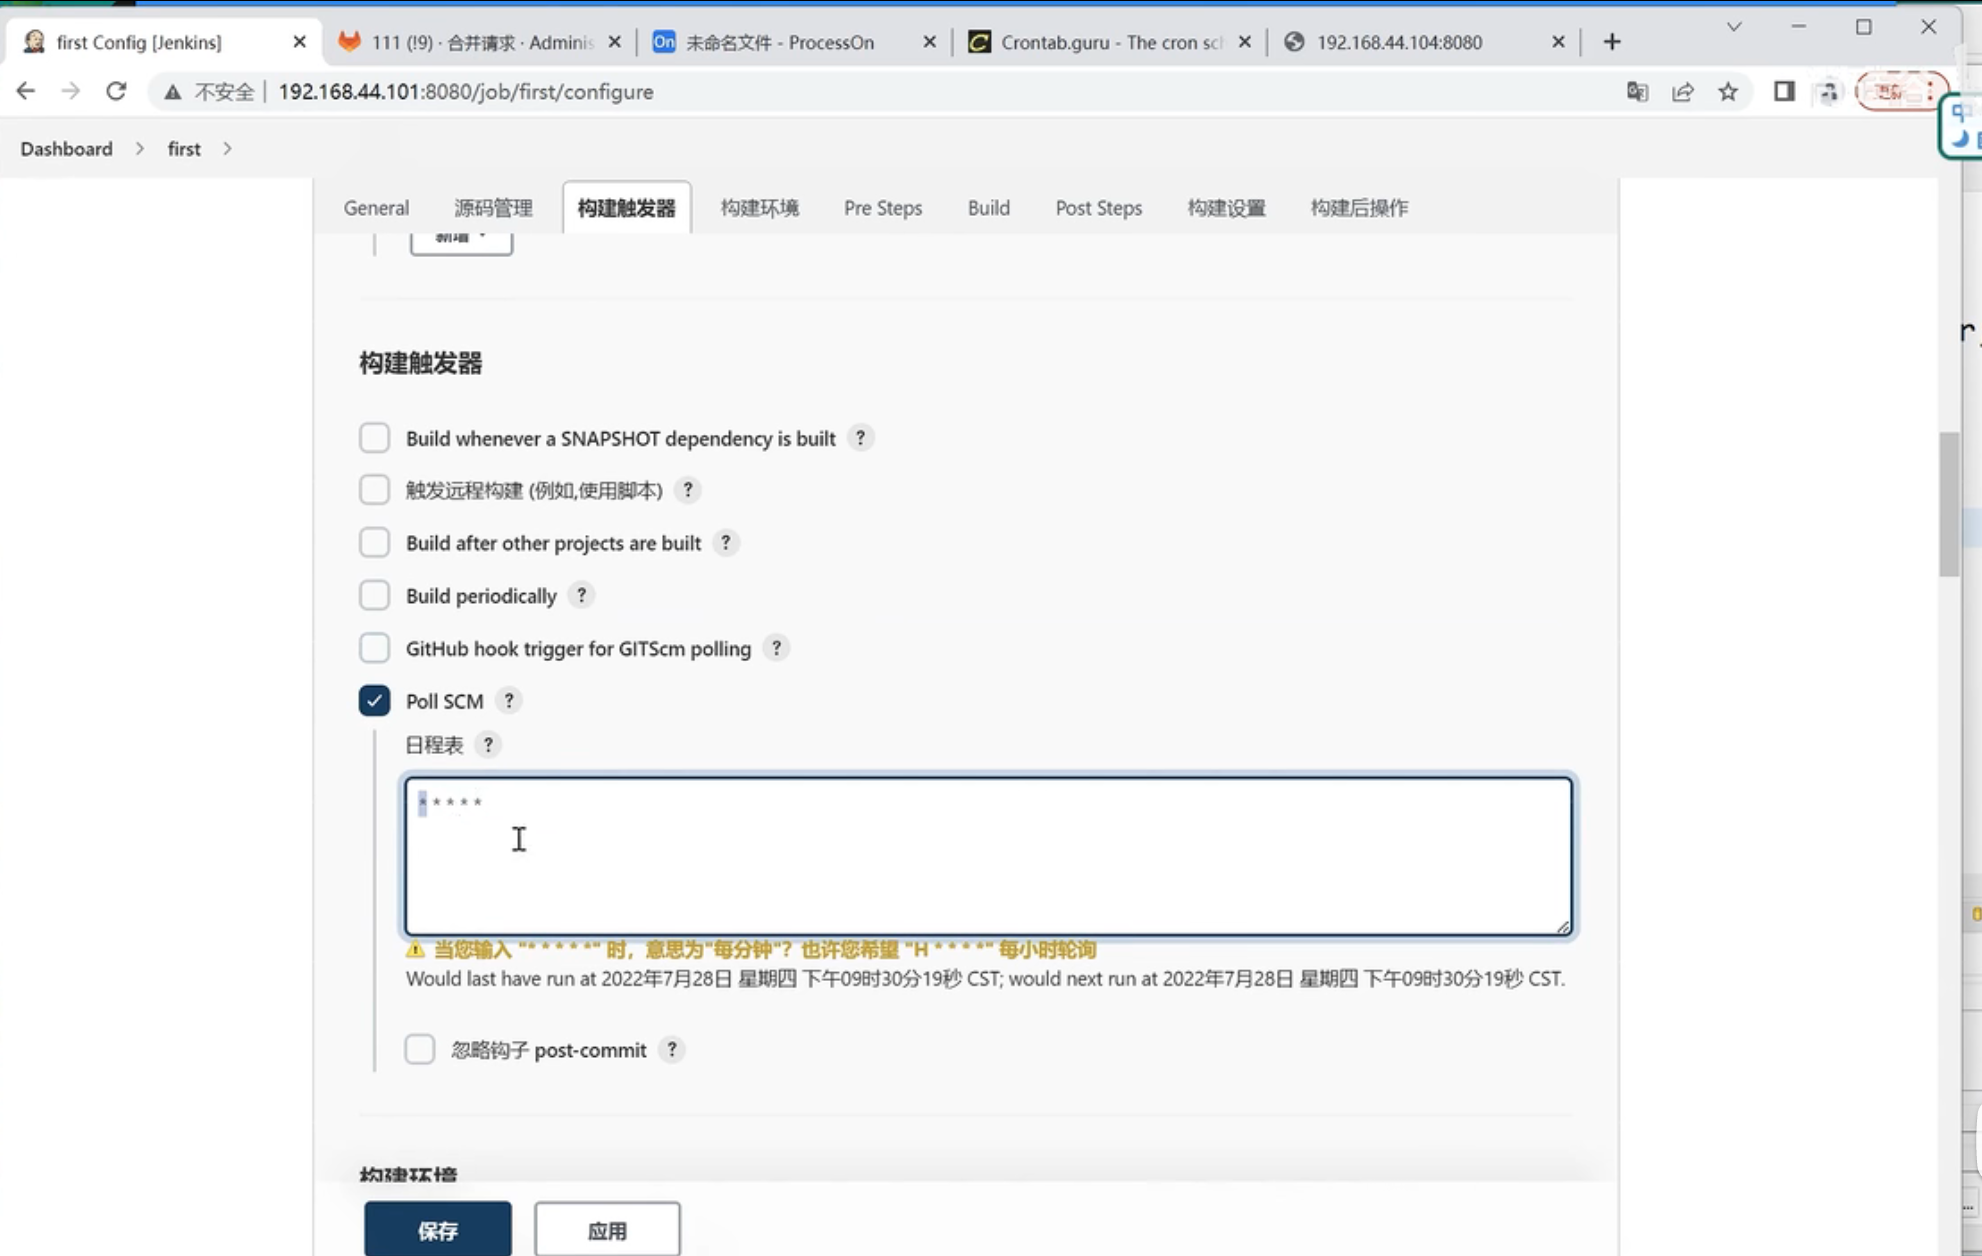 first Config [Jenkins]
111 (!9) · 合并请求 · Adminis
On 未命名文件 - ProcessOn
Crontab.guru - The cron sch
192.168.44.104:8080
不安全 192.168.44.101:8080/job/first/configure
更新
Dashboard first
General 源码管理 构建触发器 构建环境 Pre Steps Build Post Steps 构建设置 构建后操作
新增
构建触发器
Build whenever a SNAPSHOT dependency is built ?
触发远程构建 (例如,使用脚本) ?
Build after other projects are built ?
Build periodically ?
GitHub hook trigger for GITScm polling ?
Poll SCM ?
日程表 ?
* * * * *
当您输入 "* * * * *" 时，意思为"每分钟"？也许您希望 "H * * * *" 每小时轮询
Would last have run at 2022年7月28日 星期四 下午09时30分19秒 CST; would next run at 2022年7月28日 星期四 下午09时30分19秒 CST.
忽略钩子 post-commit ?
构建环境
保存 应用